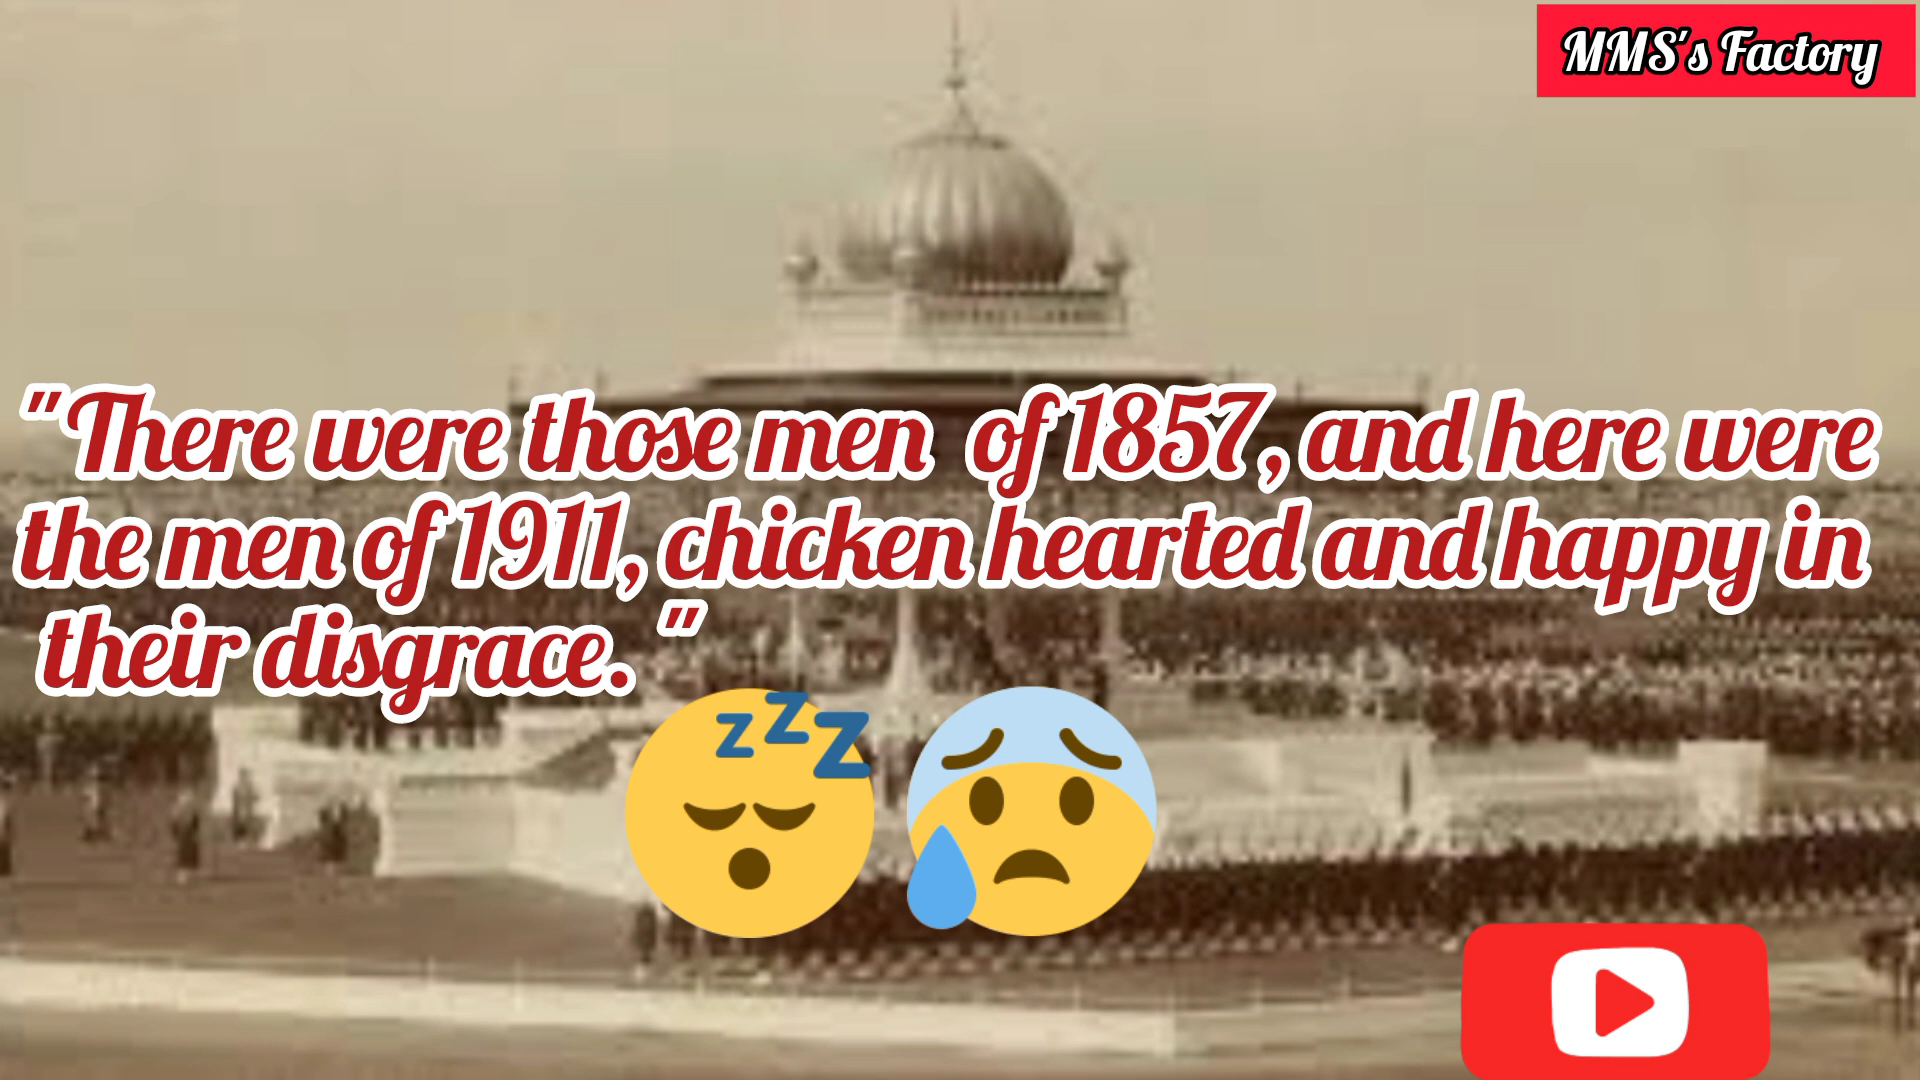 MMS's Factory
"There were those men of 1857, and here were
the men of 1911, chicken hearted and happy in
their disgrace. "
zzz